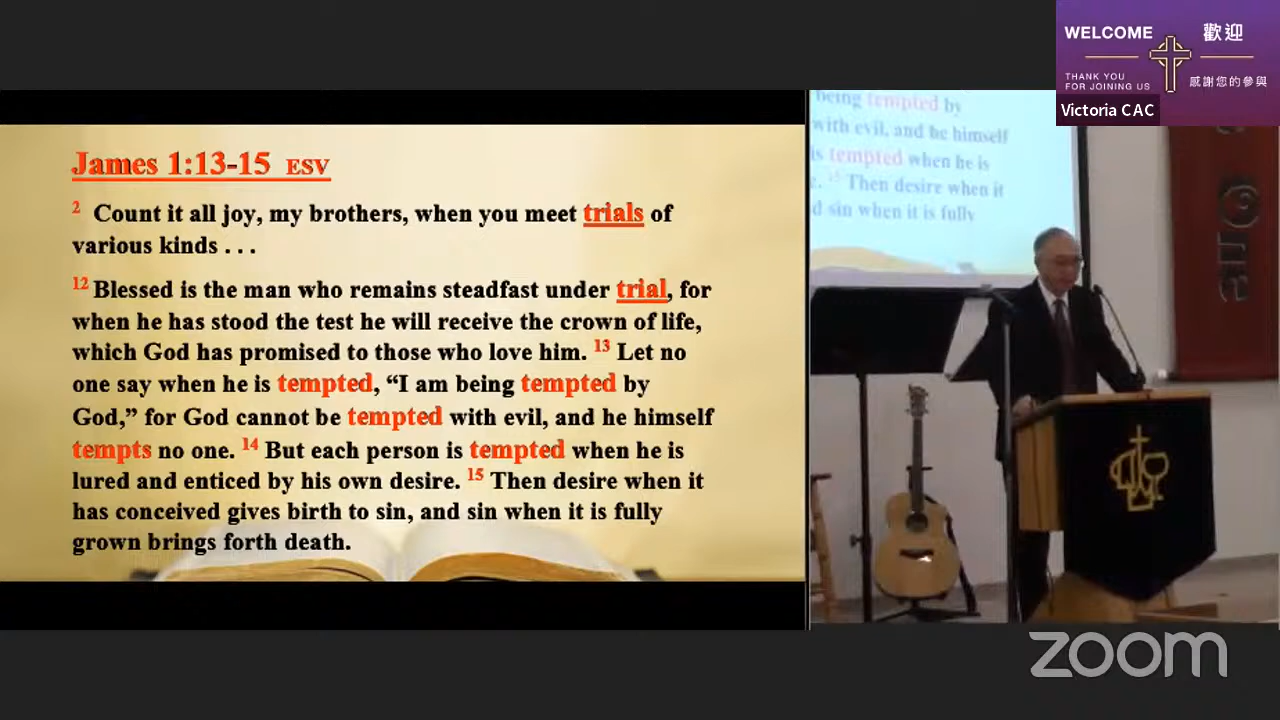 James 1:13-15 ESV
2 Count it all joy, my brothers, when you meet trials of
various kinds . . .
12 Blessed is the man who remains steadfast under trial, for
when he has stood the test he will receive the crown of life,
which God has promised to those who love him. 13 Let no
one say when he is tempted, “I am being tempted by
God,” for God cannot be tempted with evil, and he himself
tempts no one. 14 But each person is tempted when he is
lured and enticed by his own desire. 15 Then desire when it
has conceived gives birth to sin, and sin when it is fully
grown brings forth death.
being tempted by
with evil, and he himself
is tempted when he is
15 Then desire when it
d sin when it is fully
WELCOME 歡迎
THANK YOU
FOR JOINING US
感謝您的參與
Victoria CAC
zoom